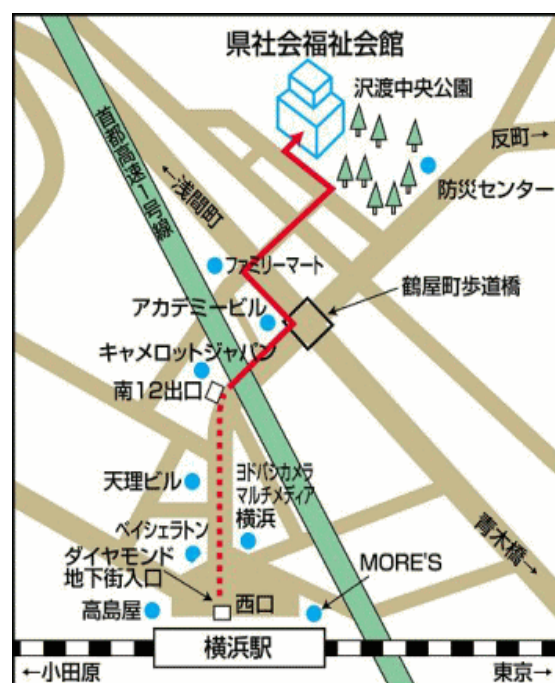 県社会福祉会館
沢渡中央公園
反町→
首都高速1号線
←浅間町
防災センター
ファミリーマート
鶴屋町歩道橋
アカデミービル
キャメロットジャパン
南12出口
天理ビル
ヨドバシカメラ
マルチメディア
横浜
青木橋→
ベイシェラトン
ダイヤモンド
地下街入口
MORE'S
高島屋
西口
横浜駅
←小田原
東京→